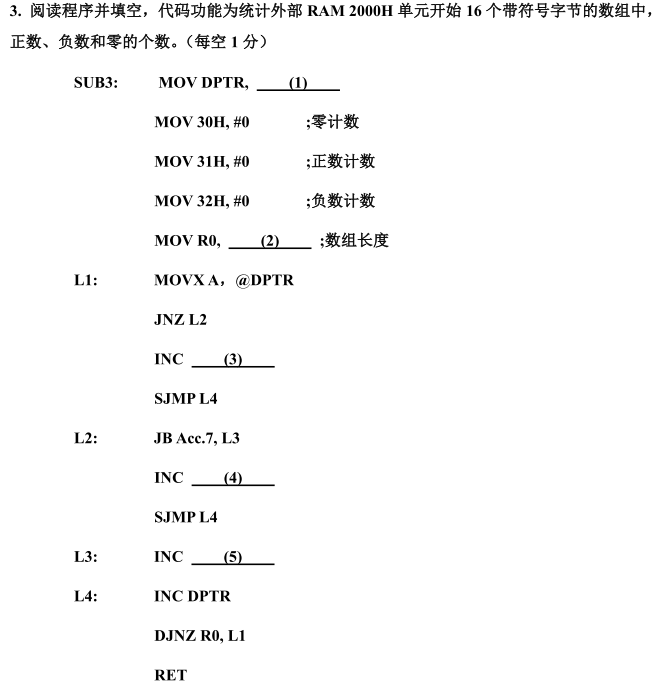 3. 阅读程序并填空，代码功能为统计外部 RAM 2000H 单元开始 16 个带符号字节的数组中，
正数、负数和零的个数。（每空 1 分）
SUB3: MOV DPTR, (1)
MOV 30H, #0 ;零计数
MOV 31H, #0 ;正数计数
MOV 32H, #0 ;负数计数
MOV R0, (2) ;数组长度
L1: MOVX A，@DPTR
JNZ L2
INC (3)
SJMP L4
L2: JB Acc.7, L3
INC (4)
SJMP L4
L3: INC (5)
L4: INC DPTR
DJNZ R0, L1
RET